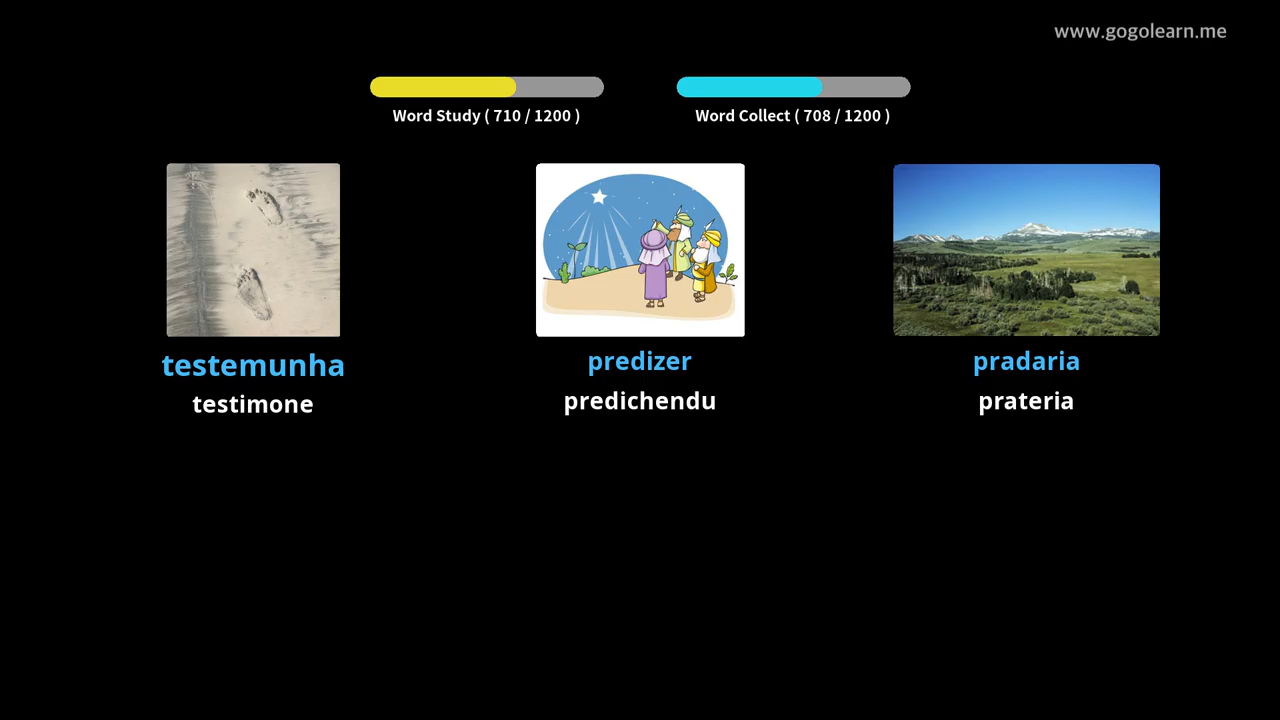 www.gogolearn.me
Word Study ( 710 / 1200 )
Word Collect ( 708 / 1200 )
testemunha
testimone
predizer
predichendu
pradaria
prateria